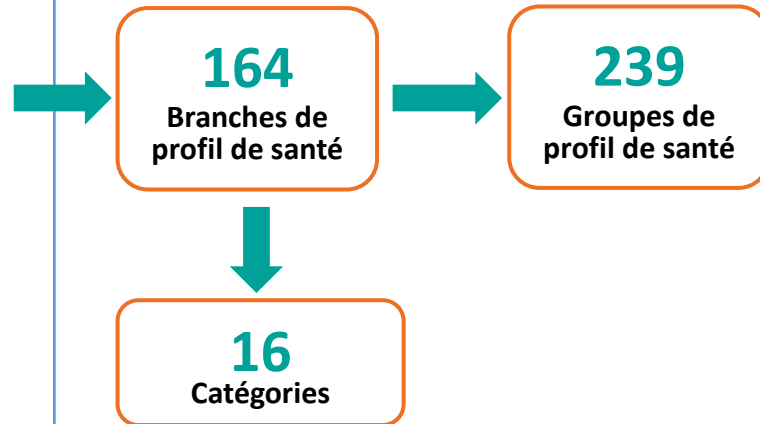 164
Branches de
profil de santé
239
Groupes de
profil de santé
16
Catégories